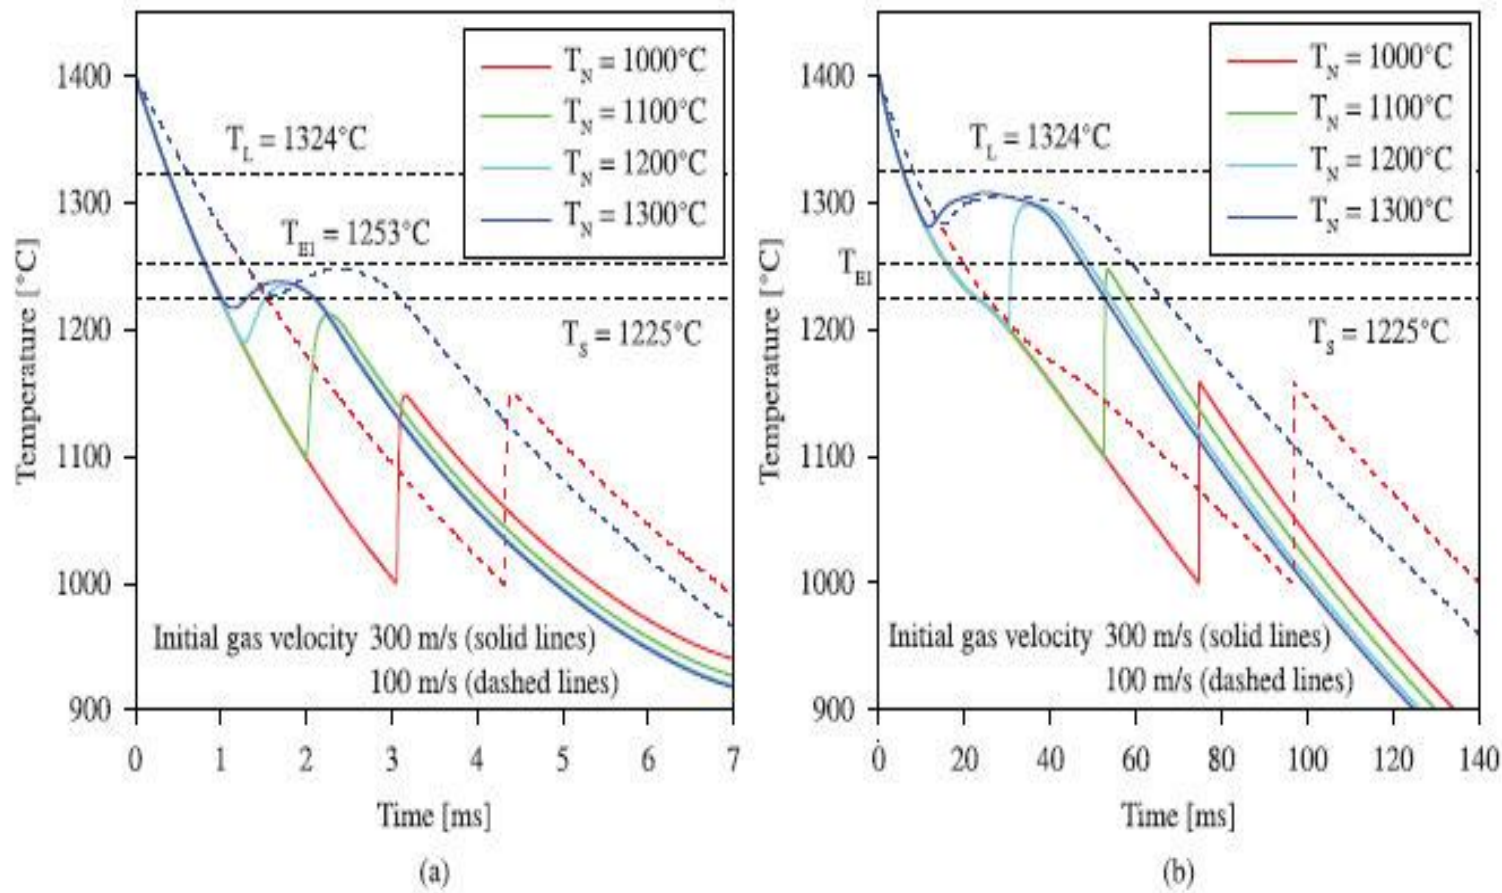 T_N = 1000°C
T_N = 1100°C
T_N = 1200°C
T_N = 1300°C
T_L = 1324°C
T_E1 = 1253°C
T_S = 1225°C
Initial gas velocity 300 m/s (solid lines)
100 m/s (dashed lines)
1400
1300
1200
1100
1000
900
Temperature [°C]
0 1 2 3 4 5 6 7
Time [ms]
(a)
T_N = 1000°C
T_N = 1100°C
T_N = 1200°C
T_N = 1300°C
T_L = 1324°C
T_E1
T_S = 1225°C
Initial gas velocity 300 m/s (solid lines)
100 m/s (dashed lines)
1400
1300
1200
1100
1000
900
Temperature [°C]
0 20 40 60 80 100 120 140
Time [ms]
(b)